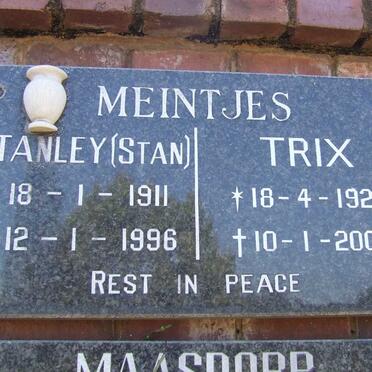 MEINTJES
TANLEY (STAN) TRIX
18 - 1 - 1911 * 18 - 4 - 192
12 - 1 - 1996 † 10 - 1 - 200
REST IN PEACE
MAASDORP